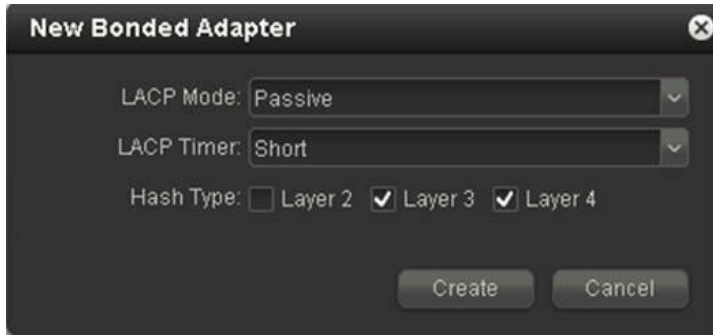 New Bonded Adapter
LACP Mode: Passive
LACP Timer: Short
Hash Type: Layer 2 Layer 3 Layer 4
Create Cancel